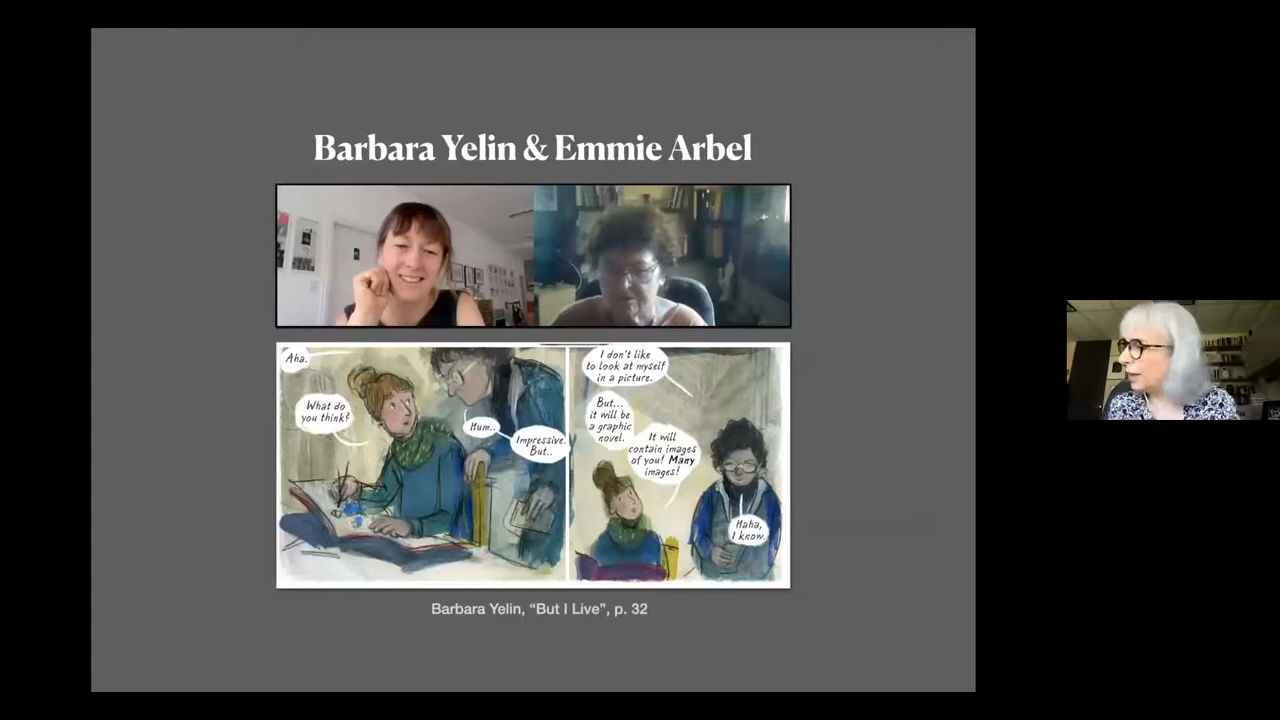 Barbara Yelin & Emmie Arbel
Aha.
What do
you think?
Hum..
Impressive.
But..
I don't like
to look at myself
in a picture.
But...
it will be
a graphic
novel.
It will
contain images
of you! Many
images!
Haha,
I know.
Barbara Yelin, “But I Live”, p. 32